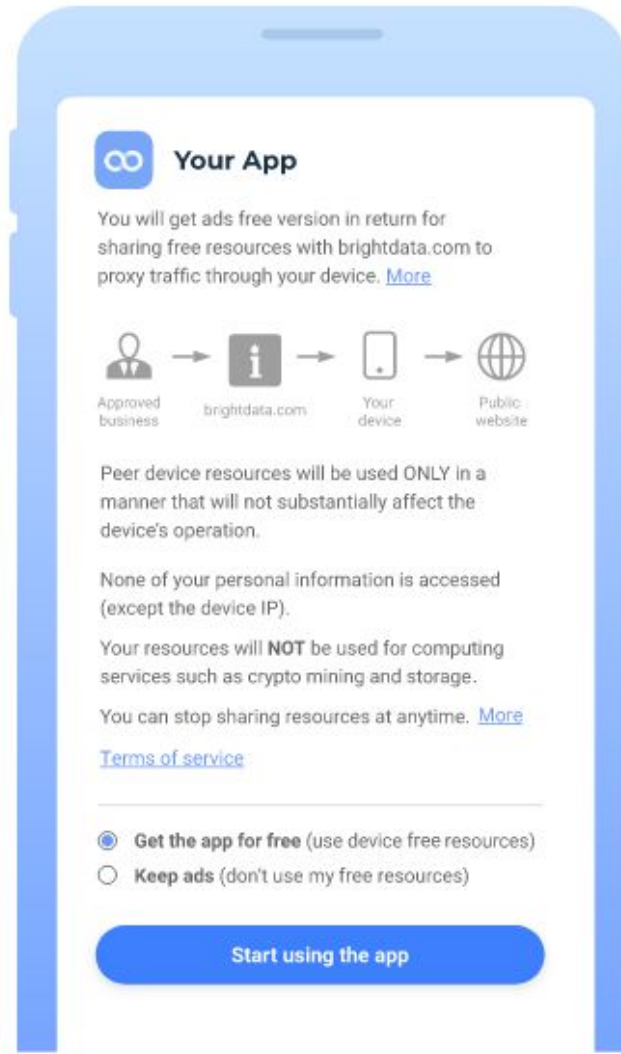 Your App
You will get ads free version in return for
sharing free resources with brightdata.com to
proxy traffic through your device. More
i
Approved
business
brightdata.com
Your
device
Public
website
Peer device resources will be used ONLY in a
manner that will not substantially affect the
device's operation.
None of your personal information is accessed
(except the device IP).
Your resources will NOT be used for computing
services such as crypto mining and storage.
You can stop sharing resources at anytime. More
Terms of service
Get the app for free (use device free resources)
Keep ads (don't use my free resources)
Start using the app